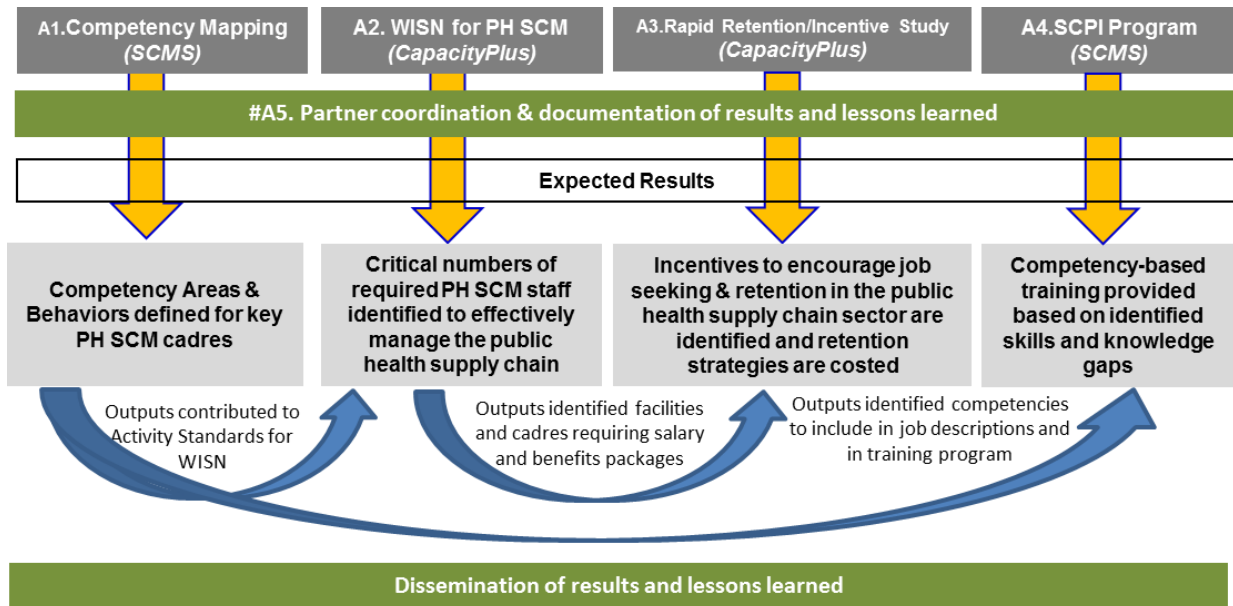 A1.Competency Mapping
(SCMS)
A2. WISN for PH SCM
(CapacityPlus)
A3.Rapid Retention/Incentive Study
(CapacityPlus)
A4.SCPI Program
(SCMS)
#A5. Partner coordination & documentation of results and lessons learned
Expected Results
Competency Areas &
Behaviors defined for key
PH SCM cadres
Critical numbers of
required PH SCM staff
identified to effectively
manage the public
health supply chain
Incentives to encourage job
seeking & retention in the public
health supply chain sector are
identified and retention
strategies are costed
Competency-based
training provided
based on identified
skills and knowledge
gaps
Outputs contributed to
Activity Standards for
WISN
Outputs identified facilities
and cadres requiring salary
and benefits packages
Outputs identified competencies
to include in job descriptions and
in training program
Dissemination of results and lessons learned